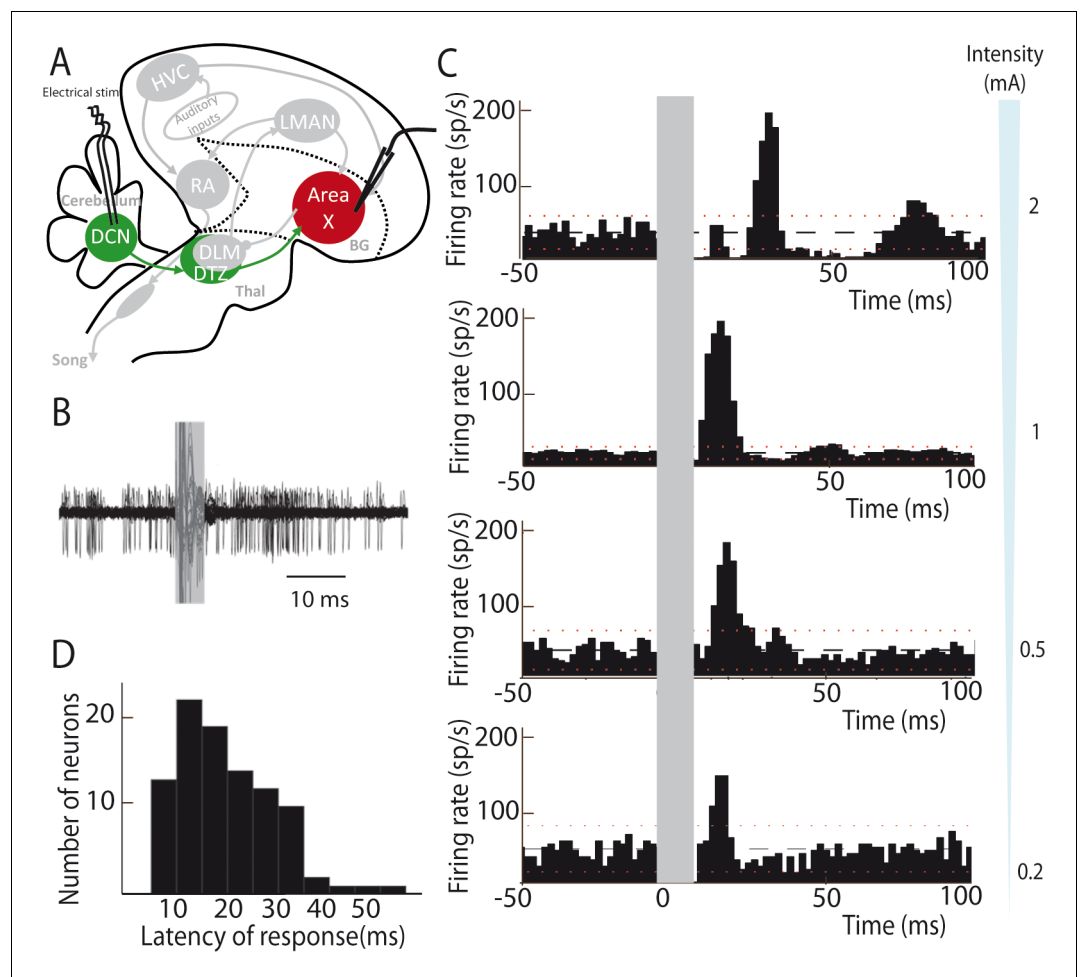 A
Electrical stim
HVC
Auditory
inputs
LMAN
RA
Cerebellum
DCN
Area
X
BG
DLM
DTZ
Thal
Song
B
10 ms
D
Number of neurons
20
10
10 20 30 40 50
Latency of response(ms)
C
Intensity
(mA)
Firing rate (sp/s)
200
100
-50 50 100
Time (ms)
2
Firing rate (sp/s)
200
100
-50 50 100
Time (ms)
1
Firing rate (sp/s)
200
100
-50 50 100
Time (ms)
0.5
Firing rate (sp/s)
200
100
-50 0 50 100
Time (ms)
0.2